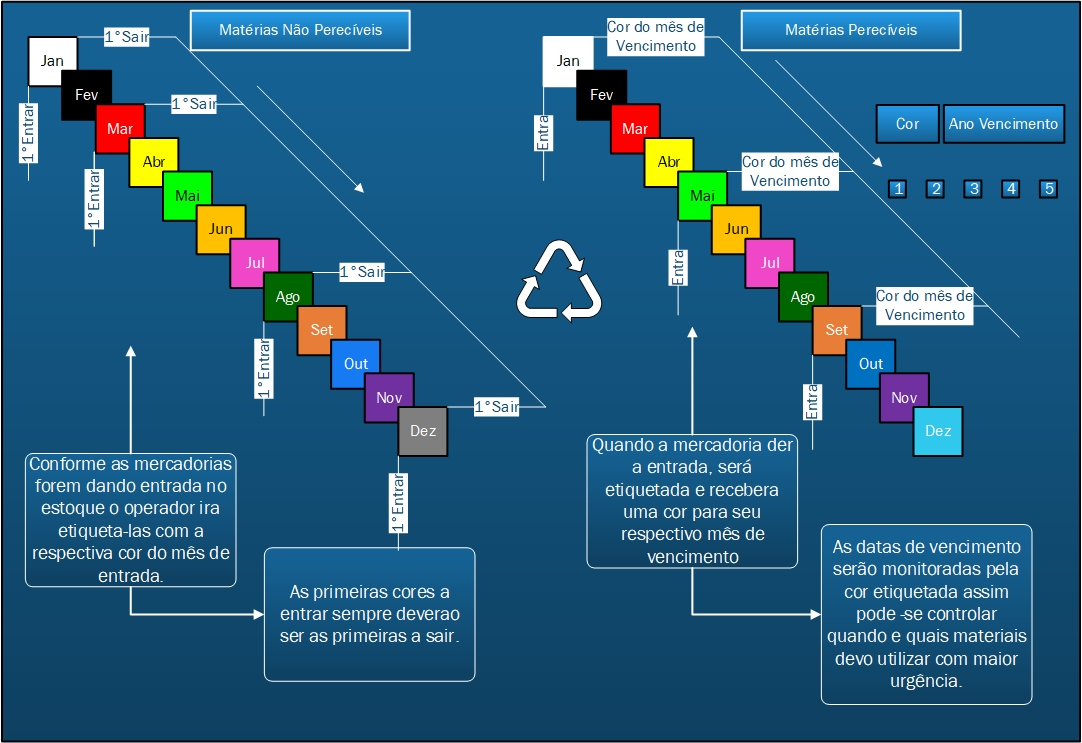 Matérias Não Perecíveis
1°Sair
Jan
Fev
1°Entrar
Mar
1°Sair
Abr
1°Entrar
Mai
Jun
Jul
Ago
1°Sair
Set
1°Entrar
Out
Nov
Dez
1°Sair
1°Entrar
Conforme as mercadorias
forem dando entrada no
estoque o operador ira
etiqueta-las com a
respectiva cor do mês de
entrada.
As primeiras cores a
entrar sempre deverao
ser as primeiras a sair.
Matérias Perecíveis
Cor do mês de
Vencimento
Jan
Fev
Entra
Mar
Abr
Cor do mês de
Vencimento
Mai
Jun
Entra
Jul
Ago
Cor do mês de
Vencimento
Set
Out
Entra
Nov
Dez
Cor
Ano Vencimento
1 2 3 4 5
Quando a mercadoria der
a entrada, será
etiquetada e recebera
uma cor para seu
respectivo mês de
vencimento
As datas de vencimento
serão monitoradas pela
cor etiquetada assim
pode -se controlar
quando e quais materiais
devo utilizar com maior
urgência.